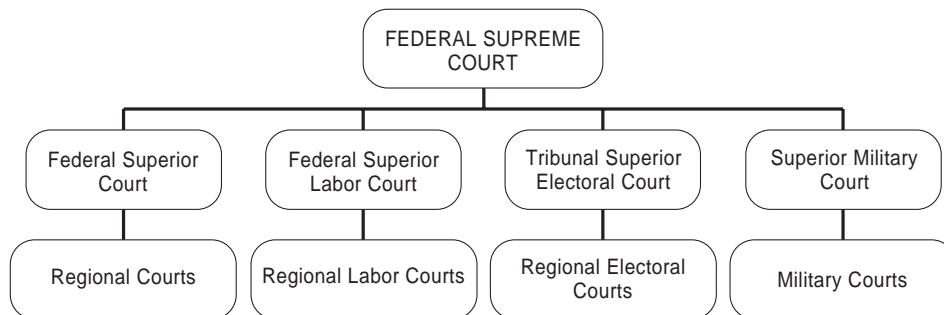 FEDERAL SUPREME
COURT
Federal Superior
Court
Federal Superior
Labor Court
Tribunal Superior
Electoral Court
Superior Military
Court
Regional Courts
Regional Labor Courts
Regional Electoral
Courts
Military Courts